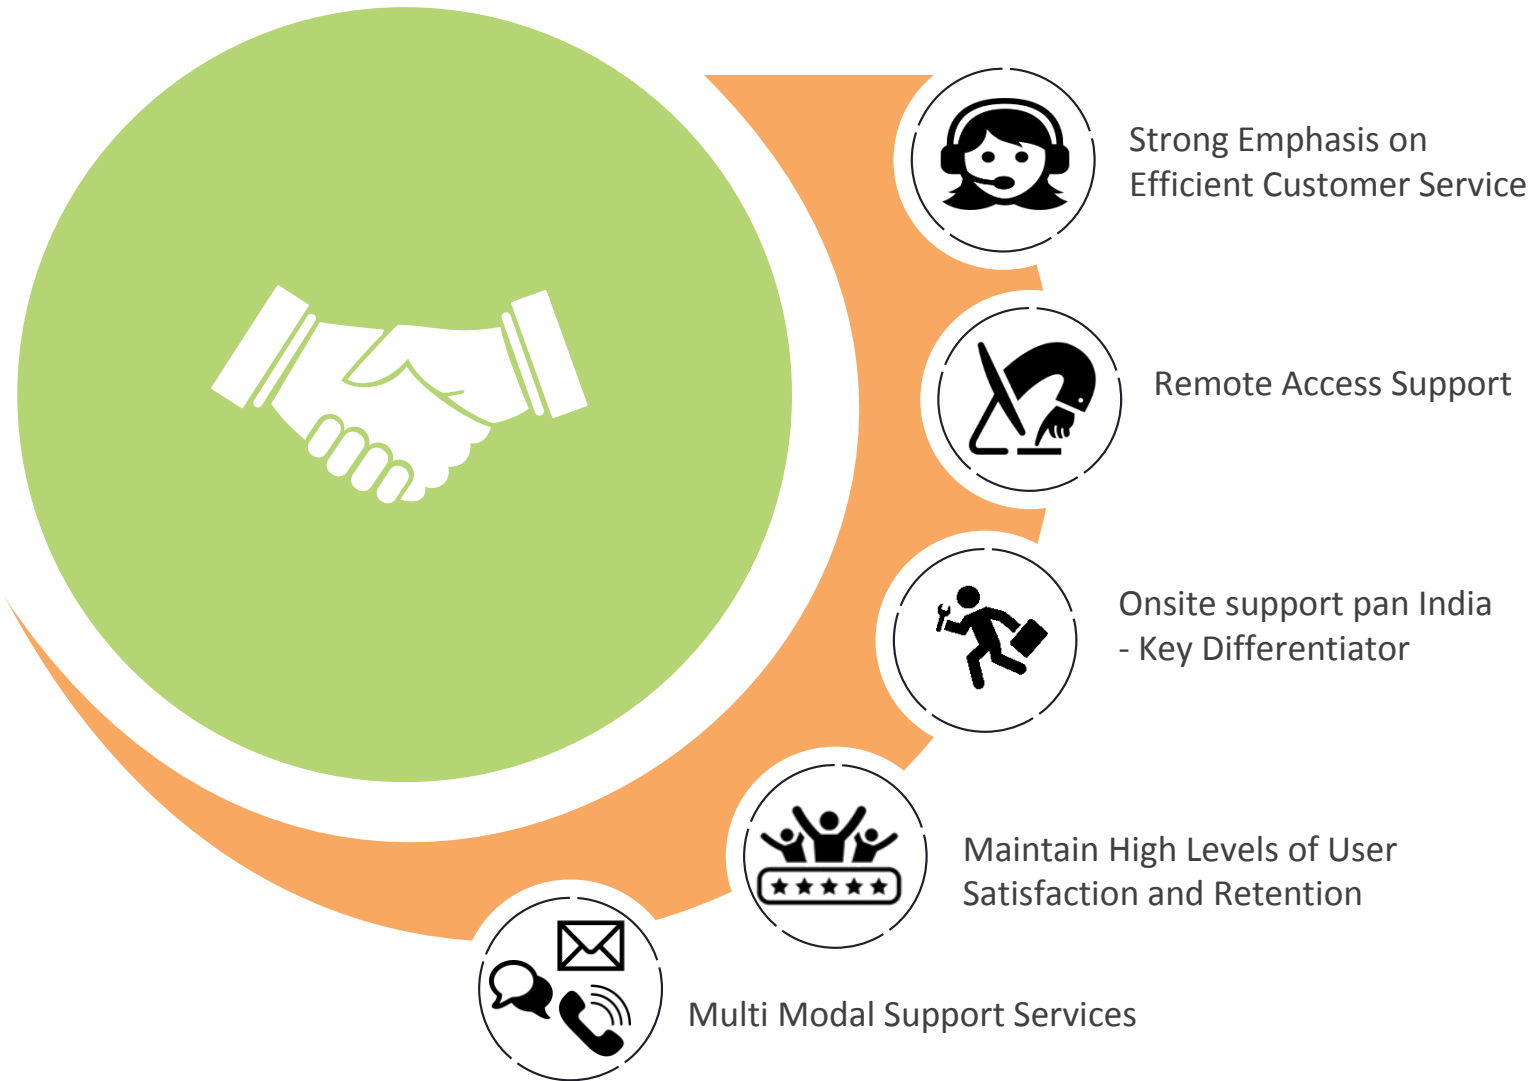 Strong Emphasis on
Efficient Customer Service
Remote Access Support
Onsite support pan India
- Key Differentiator
Maintain High Levels of User
Satisfaction and Retention
Multi Modal Support Services